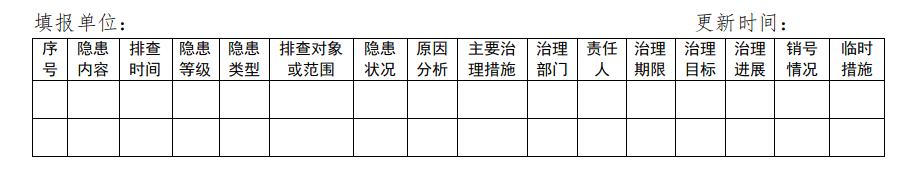 填报单位： 更新时间：
序号 隐患内容 排查时间 隐患等级 隐患类型 排查对象或范围 隐患状况 原因分析 主要治理措施 治理部门 责任人 治理期限 治理目标 治理进展 销号情况 临时措施